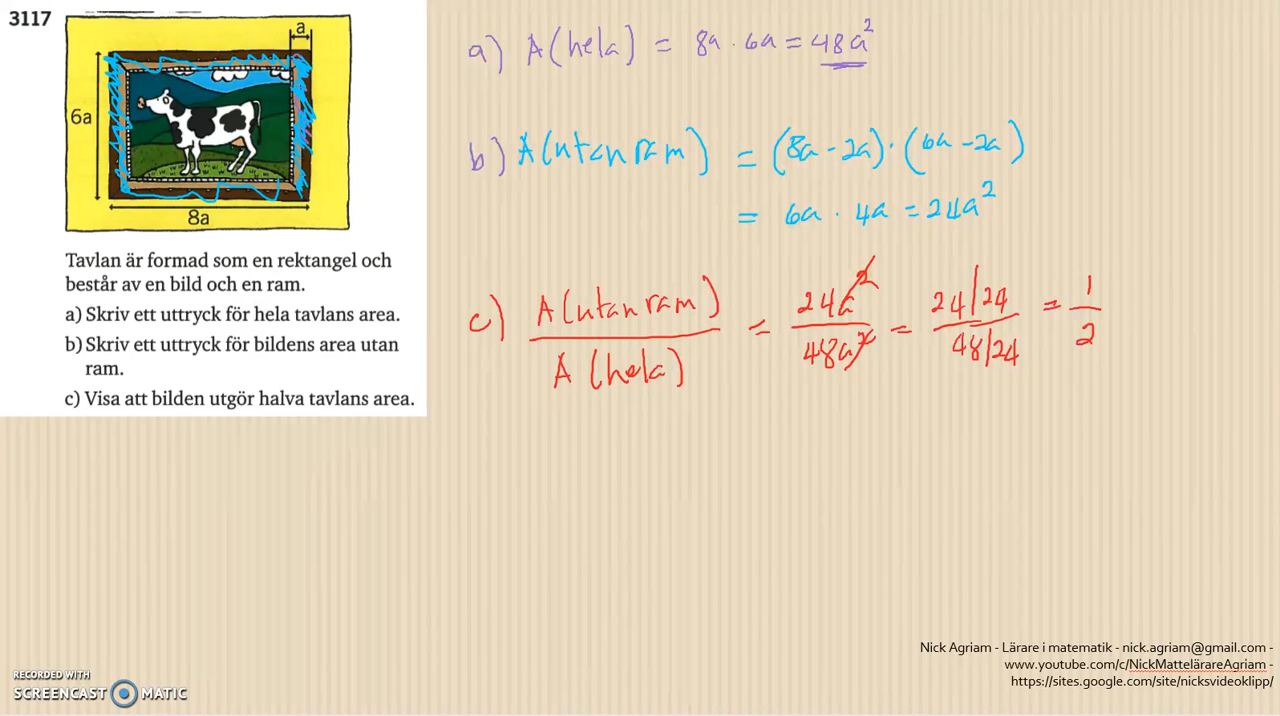 3117
a
6a
8a
Tavlan är formad som en rektangel och
består av en bild och en ram.
a) Skriv ett uttryck för hela tavlans area.
b) Skriv ett uttryck för bildens area utan
ram.
c) Visa att bilden utgör halva tavlans area.
a) A(hela) = 8a · 6a = 48a²
b) A(utan ram) = (8a - 2a) · (6a - 2a)
= 6a · 4a = 24a²
c) A(utan ram) / A(hela) = 24a² / 48a² = 24/24 / 48/24 = 1/2
Nick Agriam - Lärare i matematik - nick.agriam@gmail.com -
www.youtube.com/c/NickMattelärareAgriam -
https://sites.google.com/site/nicksvideoklipp/
RECORDED WITH
SCREENCAST MATIC